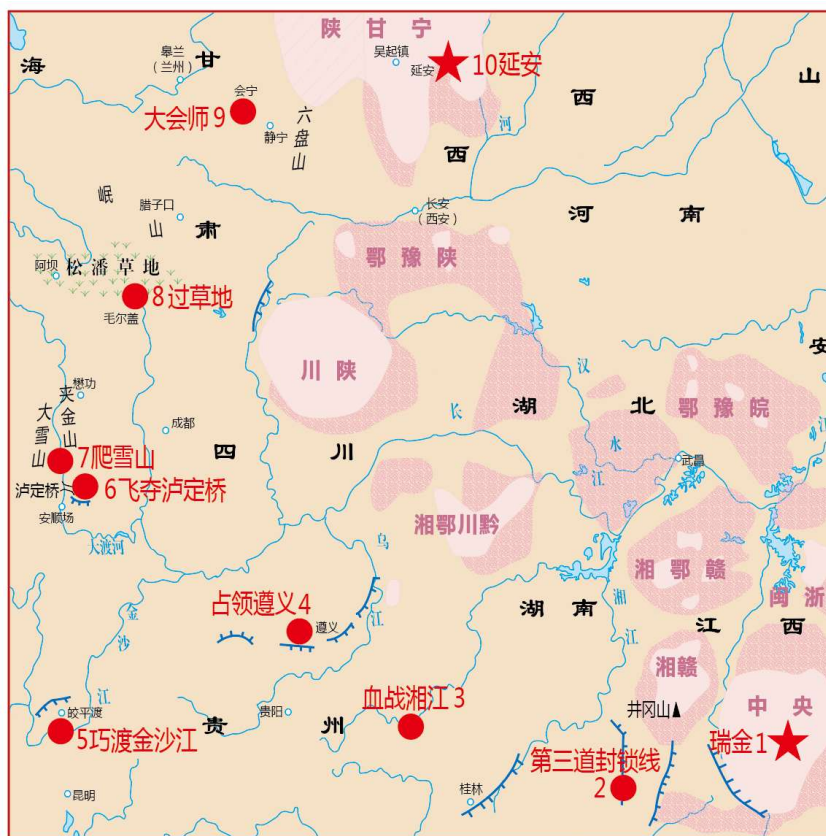 陕甘宁
海
甘
皋兰
(兰州)
吴起镇
延安
10延安
山
西
会宁
大会师 9
静宁
六盘山
西
河
岷
山
腊子口
肃
长安
(西安)
河
南
鄂豫陕
阿坝
松潘草地
8过草地
毛尔盖
安
川陕
汉
水
懋功
夹金山
大雪山
成都
四
川
长
江
湖
北
鄂豫皖
江
武昌
7爬雪山
泸定桥
6飞夺泸定桥
安顺场
大渡河
湘鄂川黔
乌
江
湘鄂赣
闽浙
占领遵义4
遵义
金
沙
江
湖南
湘
江
江
西
湘赣
皎平渡
贵
州
贵阳
血战湘江 3
井冈山
中央
5巧渡金沙江
瑞金1
第三道封锁线
2
桂林
昆明